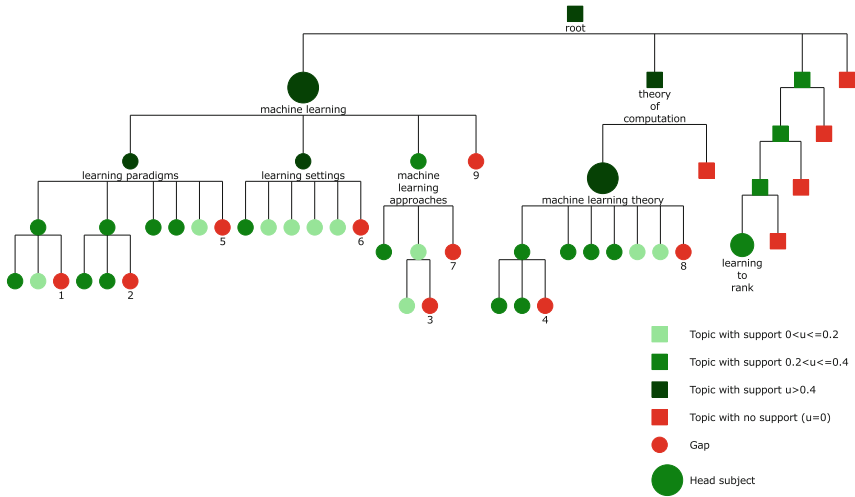 root
machine learning
theory
of
computation
learning paradigms
learning settings
machine
learning
approaches
9
machine learning theory
5
6
7
8
learning
to
rank
1
2
3
4
Topic with support 0<u<=0.2
Topic with support 0.2<u<=0.4
Topic with support u>0.4
Topic with no support (u=0)
Gap
Head subject